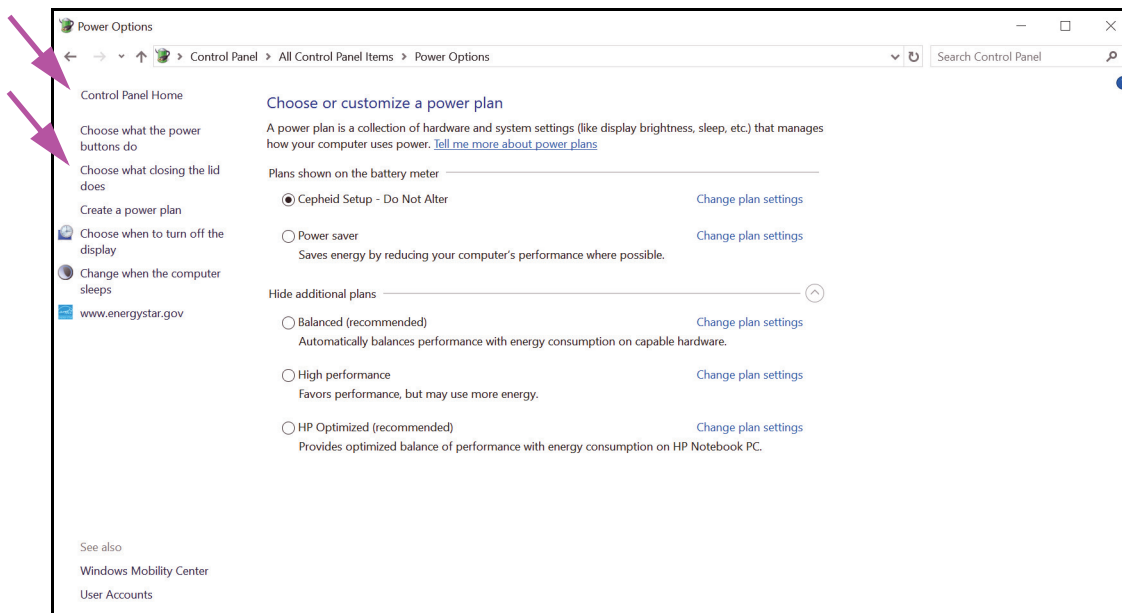 Power Options
Control Panel > All Control Panel Items > Power Options
Search Control Panel
Control Panel Home
Choose what the power
buttons do
Choose what closing the lid
does
Create a power plan
Choose when to turn off the
display
Change when the computer
sleeps
www.energystar.gov
See also
Windows Mobility Center
User Accounts
Choose or customize a power plan
A power plan is a collection of hardware and system settings (like display brightness, sleep, etc.) that manages
how your computer uses power. Tell me more about power plans
Plans shown on the battery meter
Cepheid Setup - Do Not Alter Change plan settings
Power saver Change plan settings
Saves energy by reducing your computer's performance where possible.
Hide additional plans
Balanced (recommended) Change plan settings
Automatically balances performance with energy consumption on capable hardware.
High performance Change plan settings
Favors performance, but may use more energy.
HP Optimized (recommended) Change plan settings
Provides optimized balance of performance with energy consumption on HP Notebook PC.